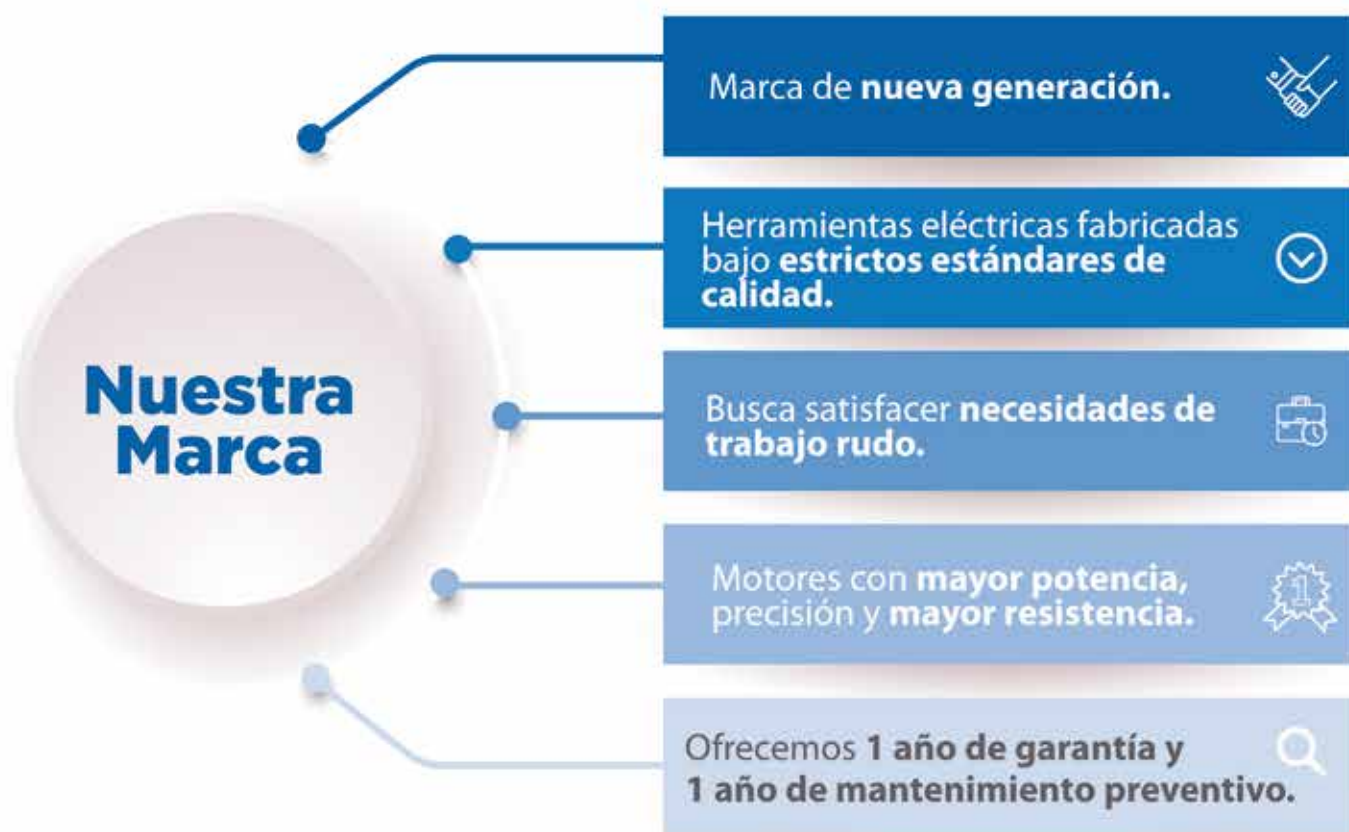 Nuestra
Marca
Marca de nueva generación.
Herramientas eléctricas fabricadas
bajo estrictos estándares de
calidad.
Busca satisfacer necesidades de
trabajo rudo.
Motores con mayor potencia,
precisión y mayor resistencia.
1
Ofrecemos 1 año de garantía y
1 año de mantenimiento preventivo.